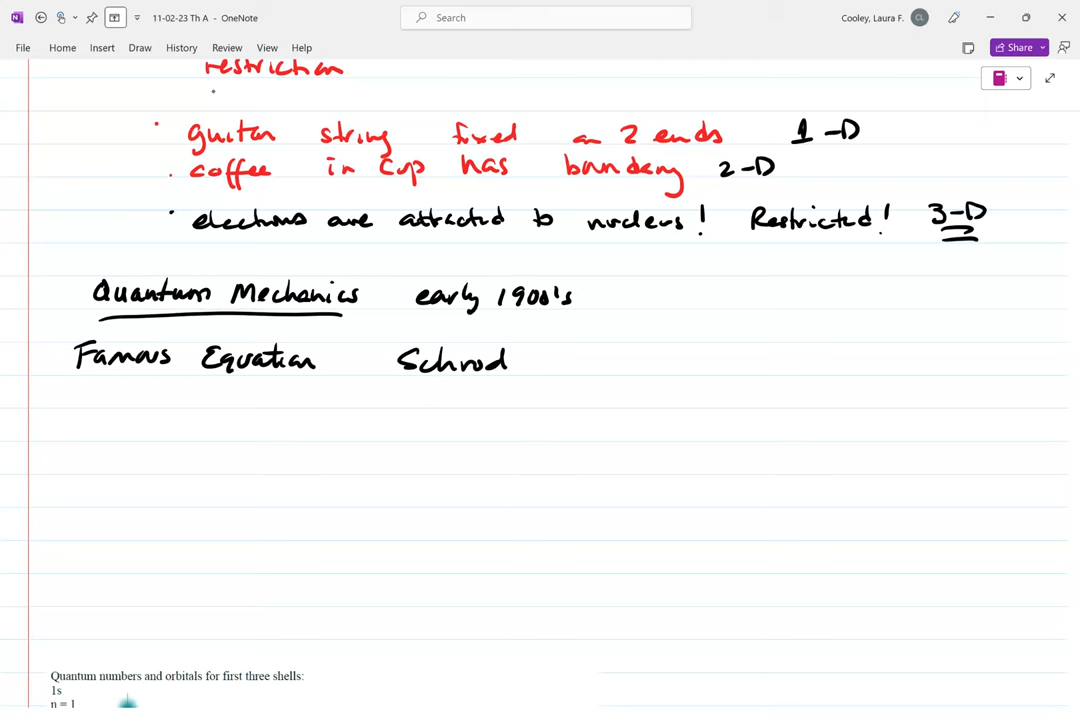 11-02-23 Th A - OneNote
Search
Cooley, Laura F.
CL
File Home Insert Draw History Review View Help
Share
restriction
· guitar string fixed on 2 ends 1-D
· coffee in cup has boundary 2-D
· electrons are attracted to nucleus! Restricted! 3-D
Quantum Mechanics early 1900's
Famous Equation Schrod
Quantum numbers and orbitals for first three shells:
1s
n = 1